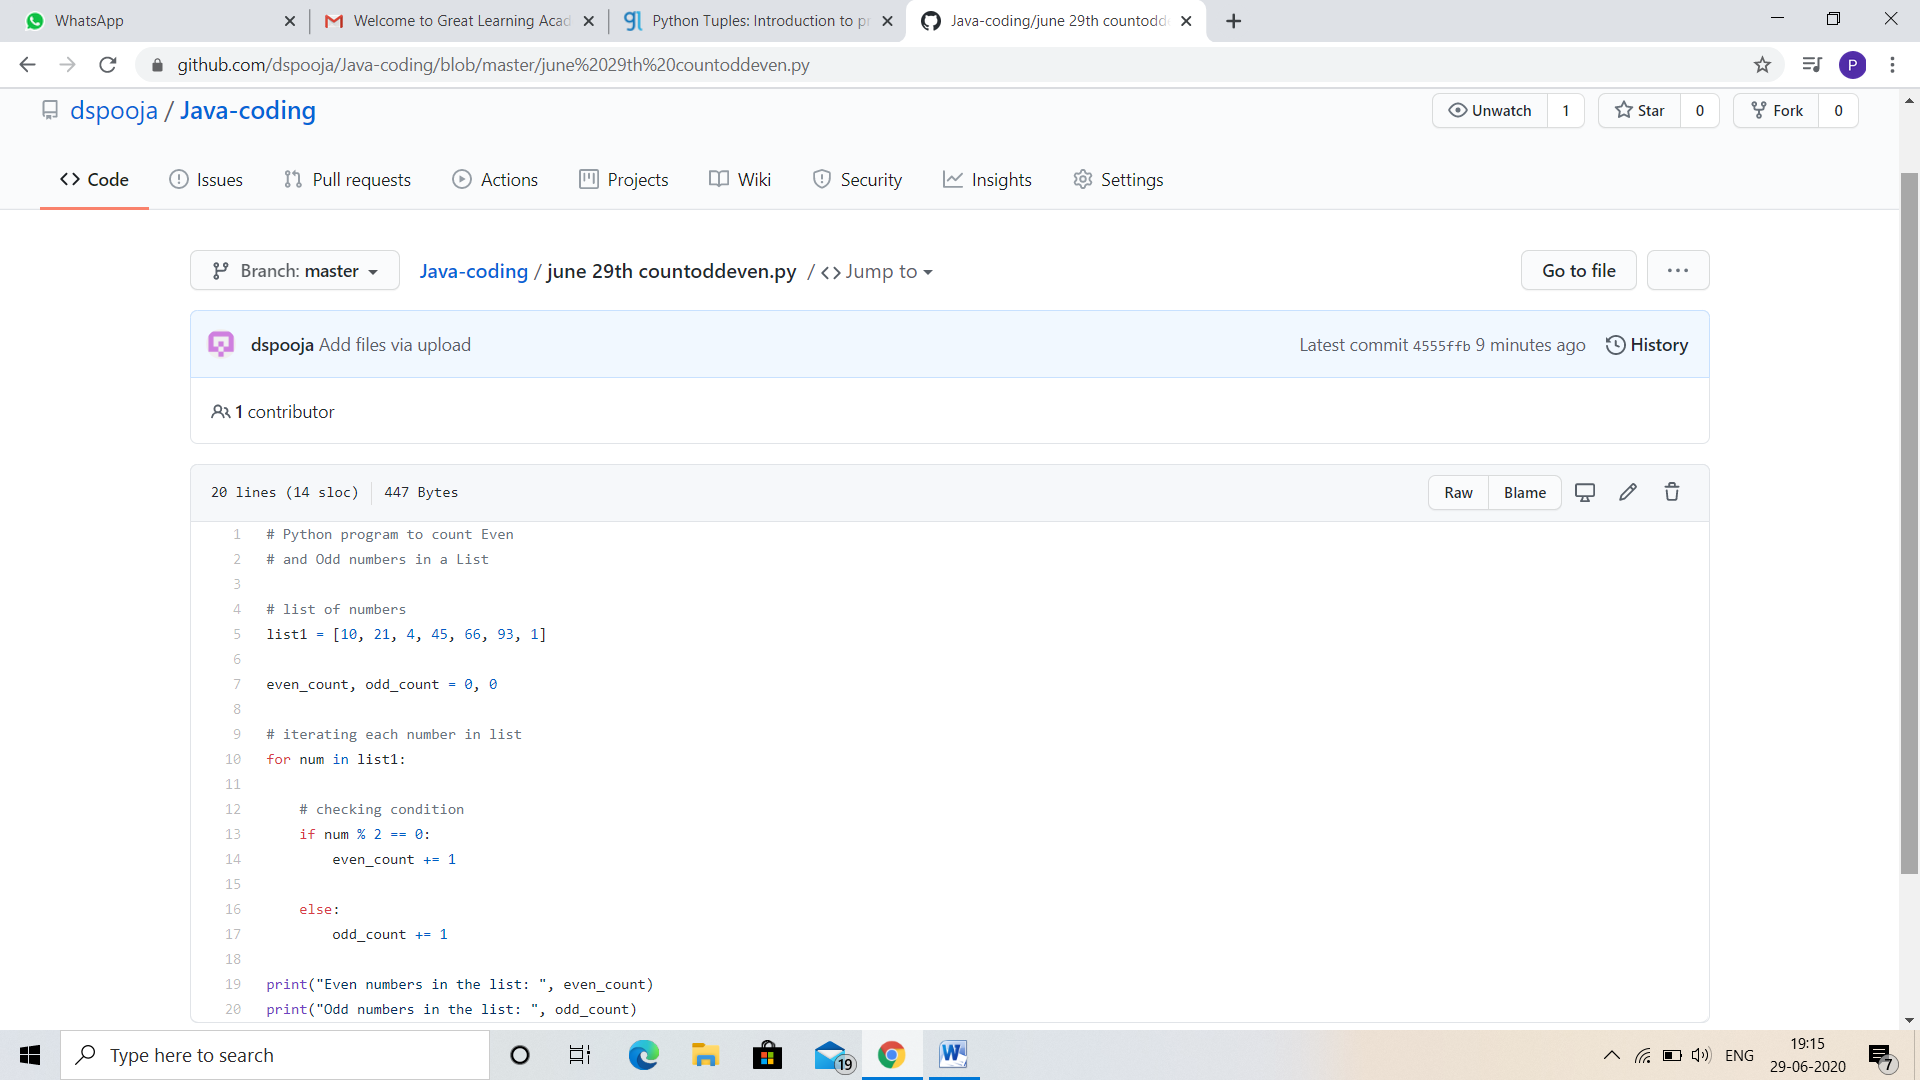 WhatsApp
Welcome to Great Learning Acad
Python Tuples: Introduction to pr
Java-coding/june 29th countodde
github.com/dspooja/Java-coding/blob/master/june%2029th%20countoddeven.py
P
dspooja / Java-coding
Unwatch 1
Star 0
Fork 0
Code
Issues
Pull requests
Actions
Projects
Wiki
Security
Insights
Settings
Branch: master
Java-coding / june 29th countoddeven.py / <> Jump to
Go to file
...
dspooja Add files via upload
Latest commit 4555ffb 9 minutes ago
History
1 contributor
20 lines (14 sloc) 447 Bytes
Raw Blame
1 # Python program to count Even
2 # and Odd numbers in a List
3
4 # list of numbers
5 list1 = [10, 21, 4, 45, 66, 93, 1]
6
7 even_count, odd_count = 0, 0
8
9 # iterating each number in list
10 for num in list1:
11
12     # checking condition
13     if num % 2 == 0:
14         even_count += 1
15
16     else:
17         odd_count += 1
18
19 print("Even numbers in the list: ", even_count)
20 print("Odd numbers in the list: ", odd_count)
Type here to search
19
W
ENG
19:15
29-06-2020
7